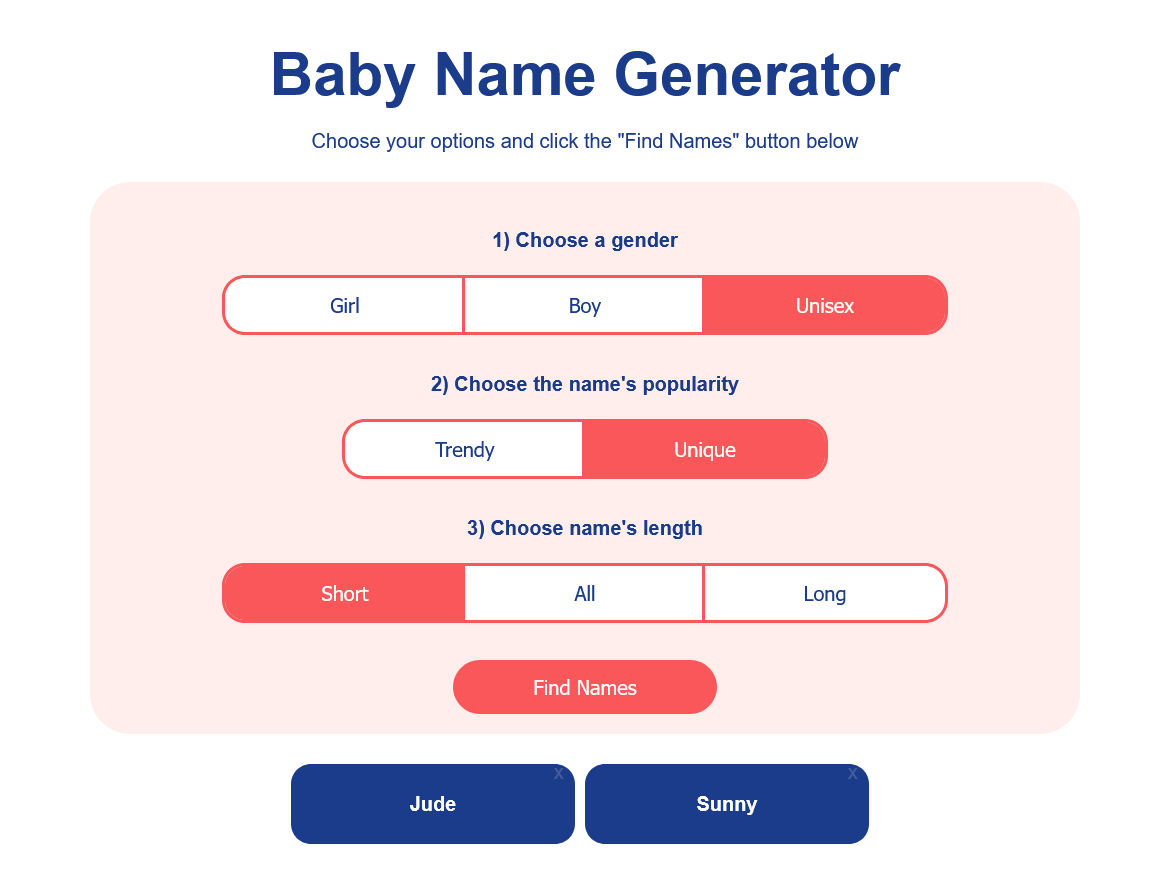 Baby Name Generator
Choose your options and click the "Find Names" button below
1) Choose a gender
Girl Boy Unisex
2) Choose the name's popularity
Trendy Unique
3) Choose name's length
Short All Long
Find Names
x x
Jude Sunny